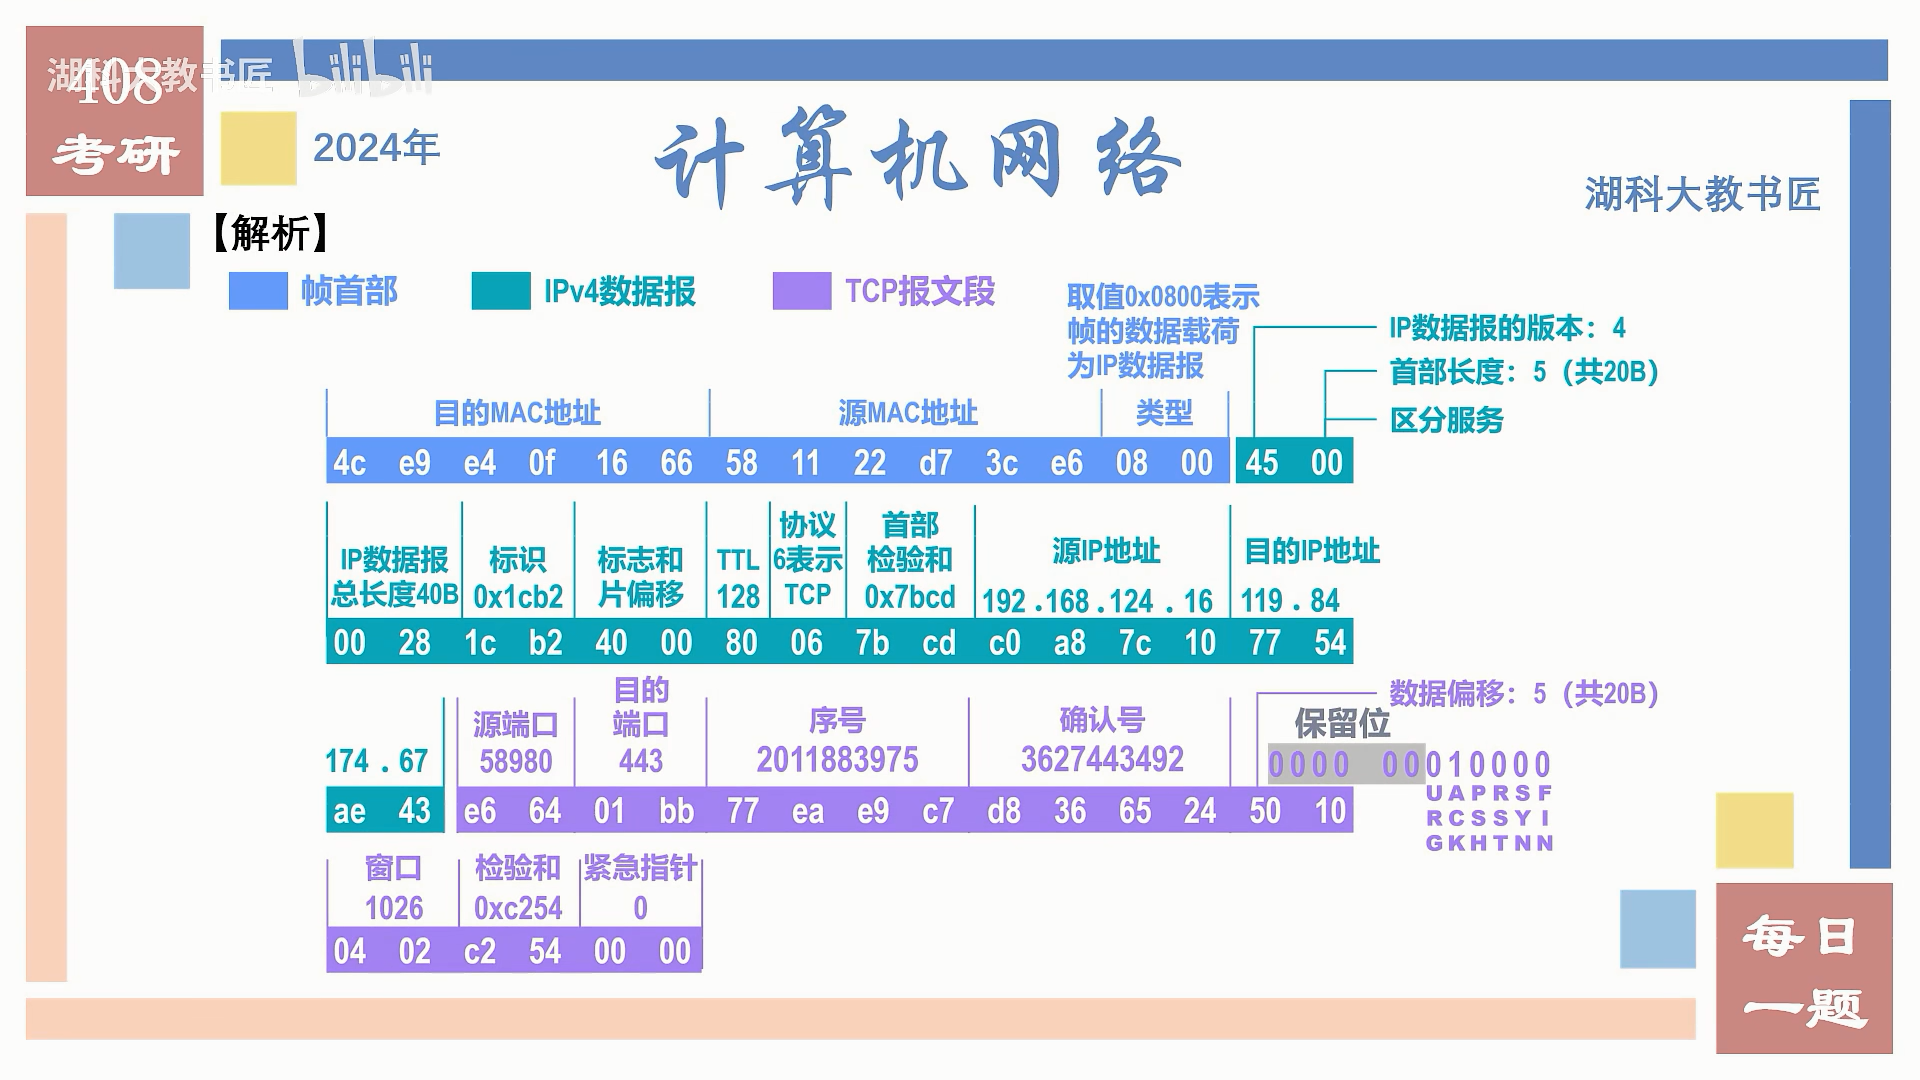 湖科大教书匠 bilibili
408
考研
2024年
计算机网络
湖科大教书匠
【解析】
帧首部 IPv4数据报 TCP报文段
取值0x0800表示
帧的数据载荷
为IP数据报
IP数据报的版本：4
首部长度：5（共20B）
区分服务
目的MAC地址 源MAC地址 类型
4c e9 e4 0f 16 66 58 11 22 d7 3c e6 08 00 45 00
IP数据报
总长度40B
标识
0x1cb2
标志和
片偏移
TTL
128
协议
6表示
TCP
首部
检验和
0x7bcd
源IP地址
192.168.124.16
目的IP地址
119.84
00 28 1c b2 40 00 80 06 7b cd c0 a8 7c 10 77 54
174.67
源端口
58980
目的
端口
443
序号
2011883975
确认号
3627443492
数据偏移：5（共20B）
保留位
0000 00010000
UAPRSF
RCSSYI
GKHTNN
ae 43 e6 64 01 bb 77 ea e9 c7 d8 36 65 24 50 10
窗口
1026
检验和
0xc254
紧急指针
0
04 02 c2 54 00 00
每日
一题